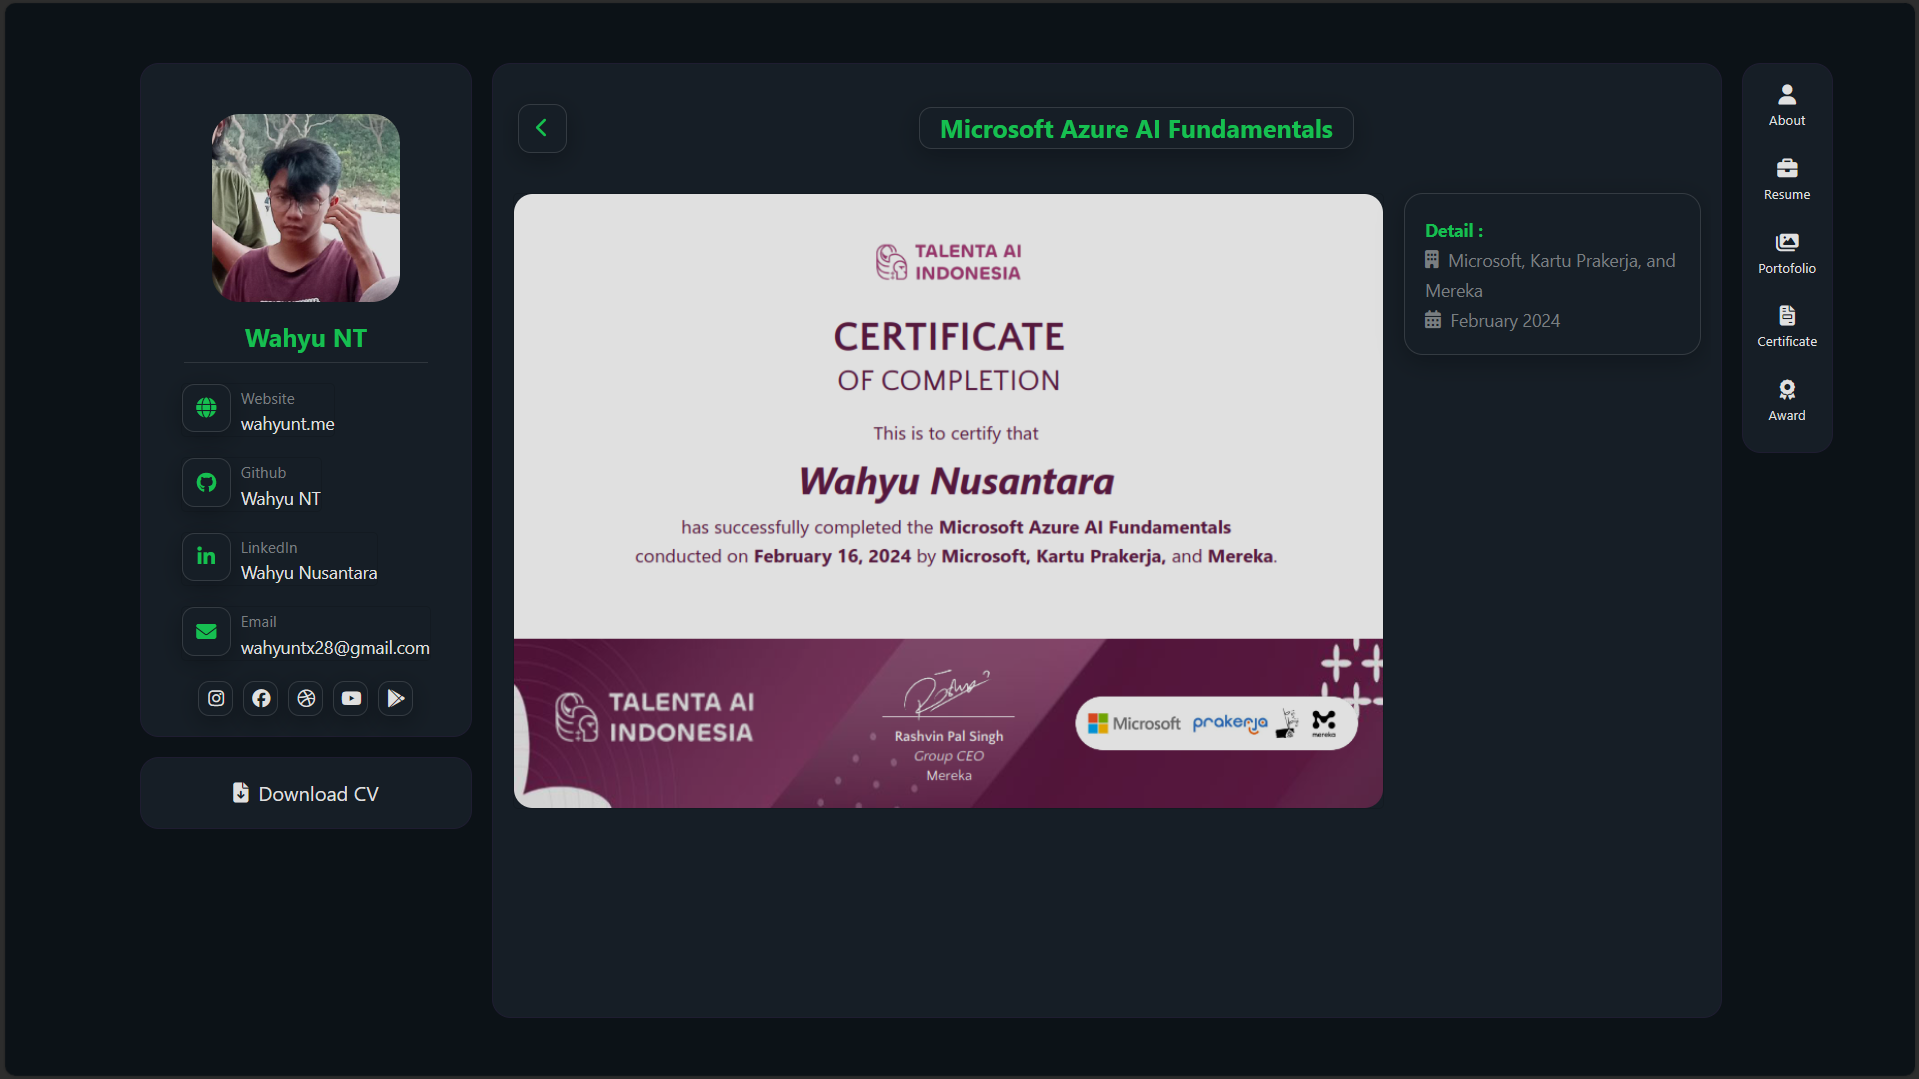 Wahyu NT
Website
wahyunt.me
Github
Wahyu NT
LinkedIn
Wahyu Nusantara
Email
wahyuntx28@gmail.com
Download CV
Microsoft Azure AI Fundamentals
TALENTA AI
INDONESIA
CERTIFICATE
OF COMPLETION
This is to certify that
Wahyu Nusantara
has successfully completed the Microsoft Azure AI Fundamentals
conducted on February 16, 2024 by Microsoft, Kartu Prakerja, and Mereka.
TALENTA AI
INDONESIA
Rashvin Pal Singh
Group CEO
Mereka
Microsoft prakerja mereka
Detail :
Microsoft, Kartu Prakerja, and
Mereka
February 2024
About
Resume
Portofolio
Certificate
Award